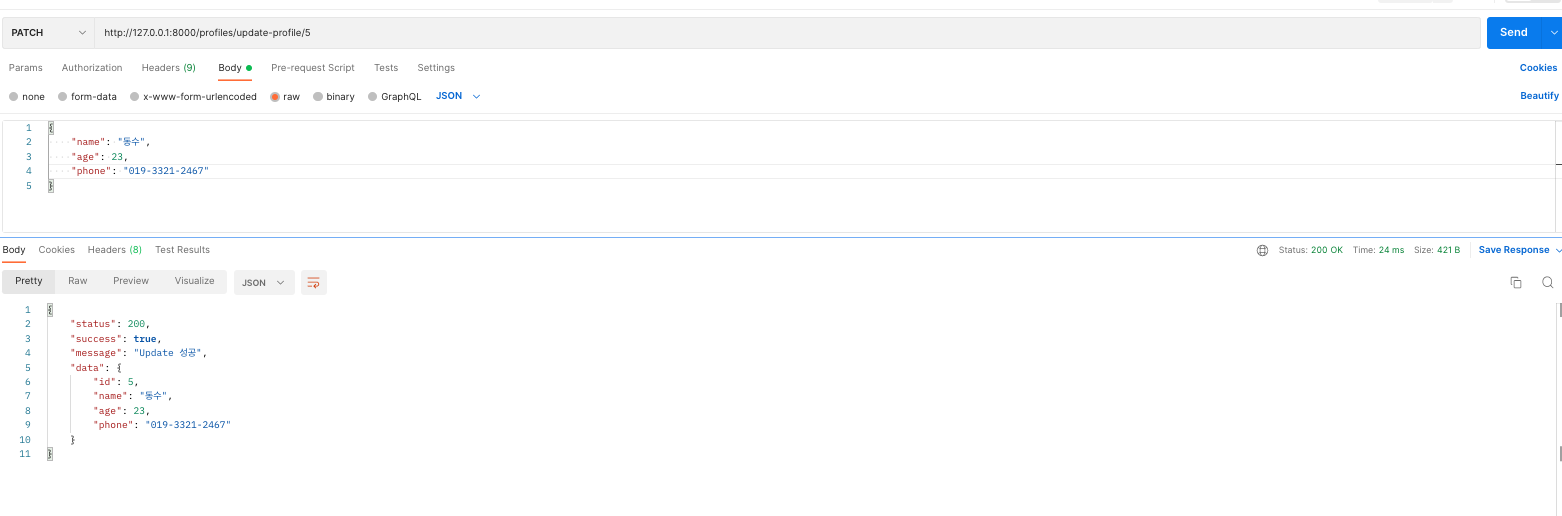 PATCH http://127.0.0.1:8000/profiles/update-profile/5 Send
Params Authorization Headers (9) Body Pre-request Script Tests Settings Cookies
none form-data x-www-form-urlencoded raw binary GraphQL JSON Beautify
1 {
2 "name": "동수",
3 "age": 23,
4 "phone": "019-3321-2467"
5 }
Body Cookies Headers (8) Test Results Status: 200 OK Time: 24 ms Size: 421 B Save Response
Pretty Raw Preview Visualize JSON
1 {
2 "status": 200,
3 "success": true,
4 "message": "Update 성공",
5 "data": {
6 "id": 5,
7 "name": "동수",
8 "age": 23,
9 "phone": "019-3321-2467"
10 }
11 }